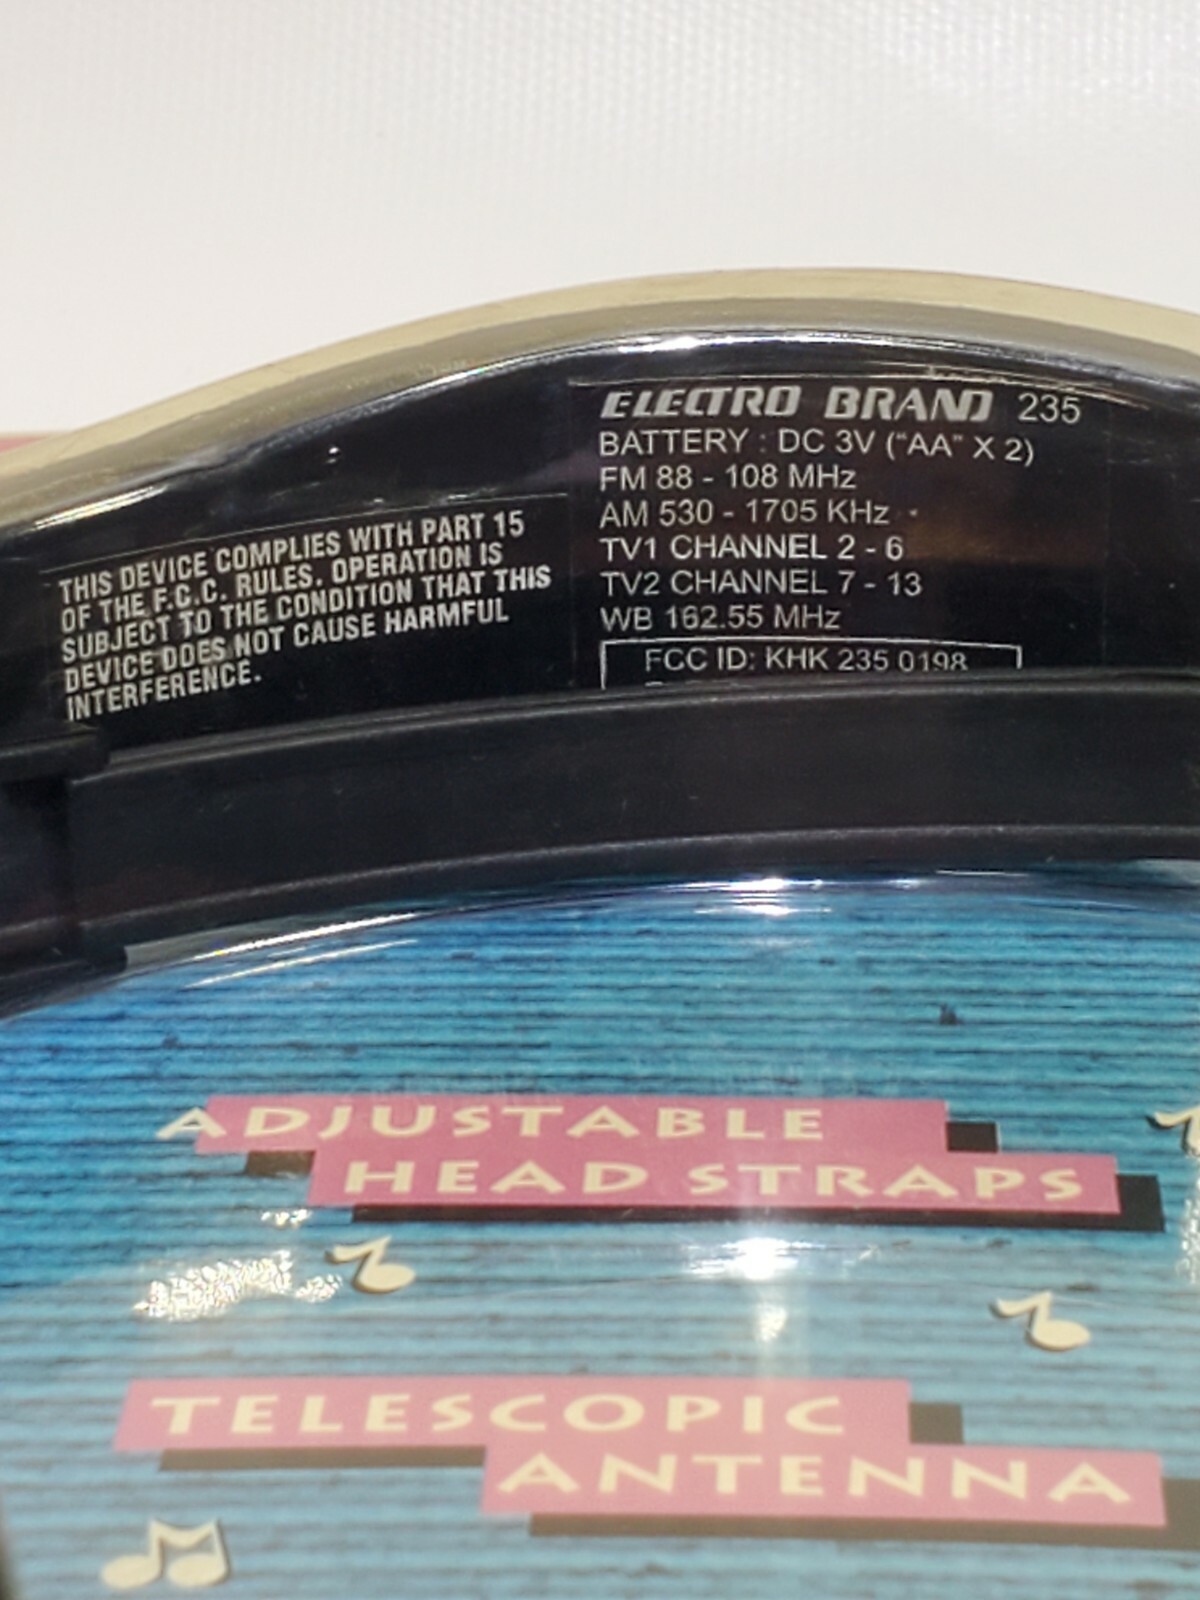 ELECTRO BRAND 235
BATTERY : DC 3V ("AA" X 2)
FM 88 - 108 MHz
AM 530 - 1705 KHz
TV1 CHANNEL 2 - 6
TV2 CHANNEL 7 - 13
WB 162.55 MHz
FCC ID: KHK 235 0198
THIS DEVICE COMPLIES WITH PART 15
OF THE F.C.C. RULES. OPERATION IS
SUBJECT TO THE CONDITION THAT THIS
DEVICE DOES NOT CAUSE HARMFUL
INTERFERENCE.
ADJUSTABLE
HEAD STRAPS
TELESCOPIC
ANTENNA